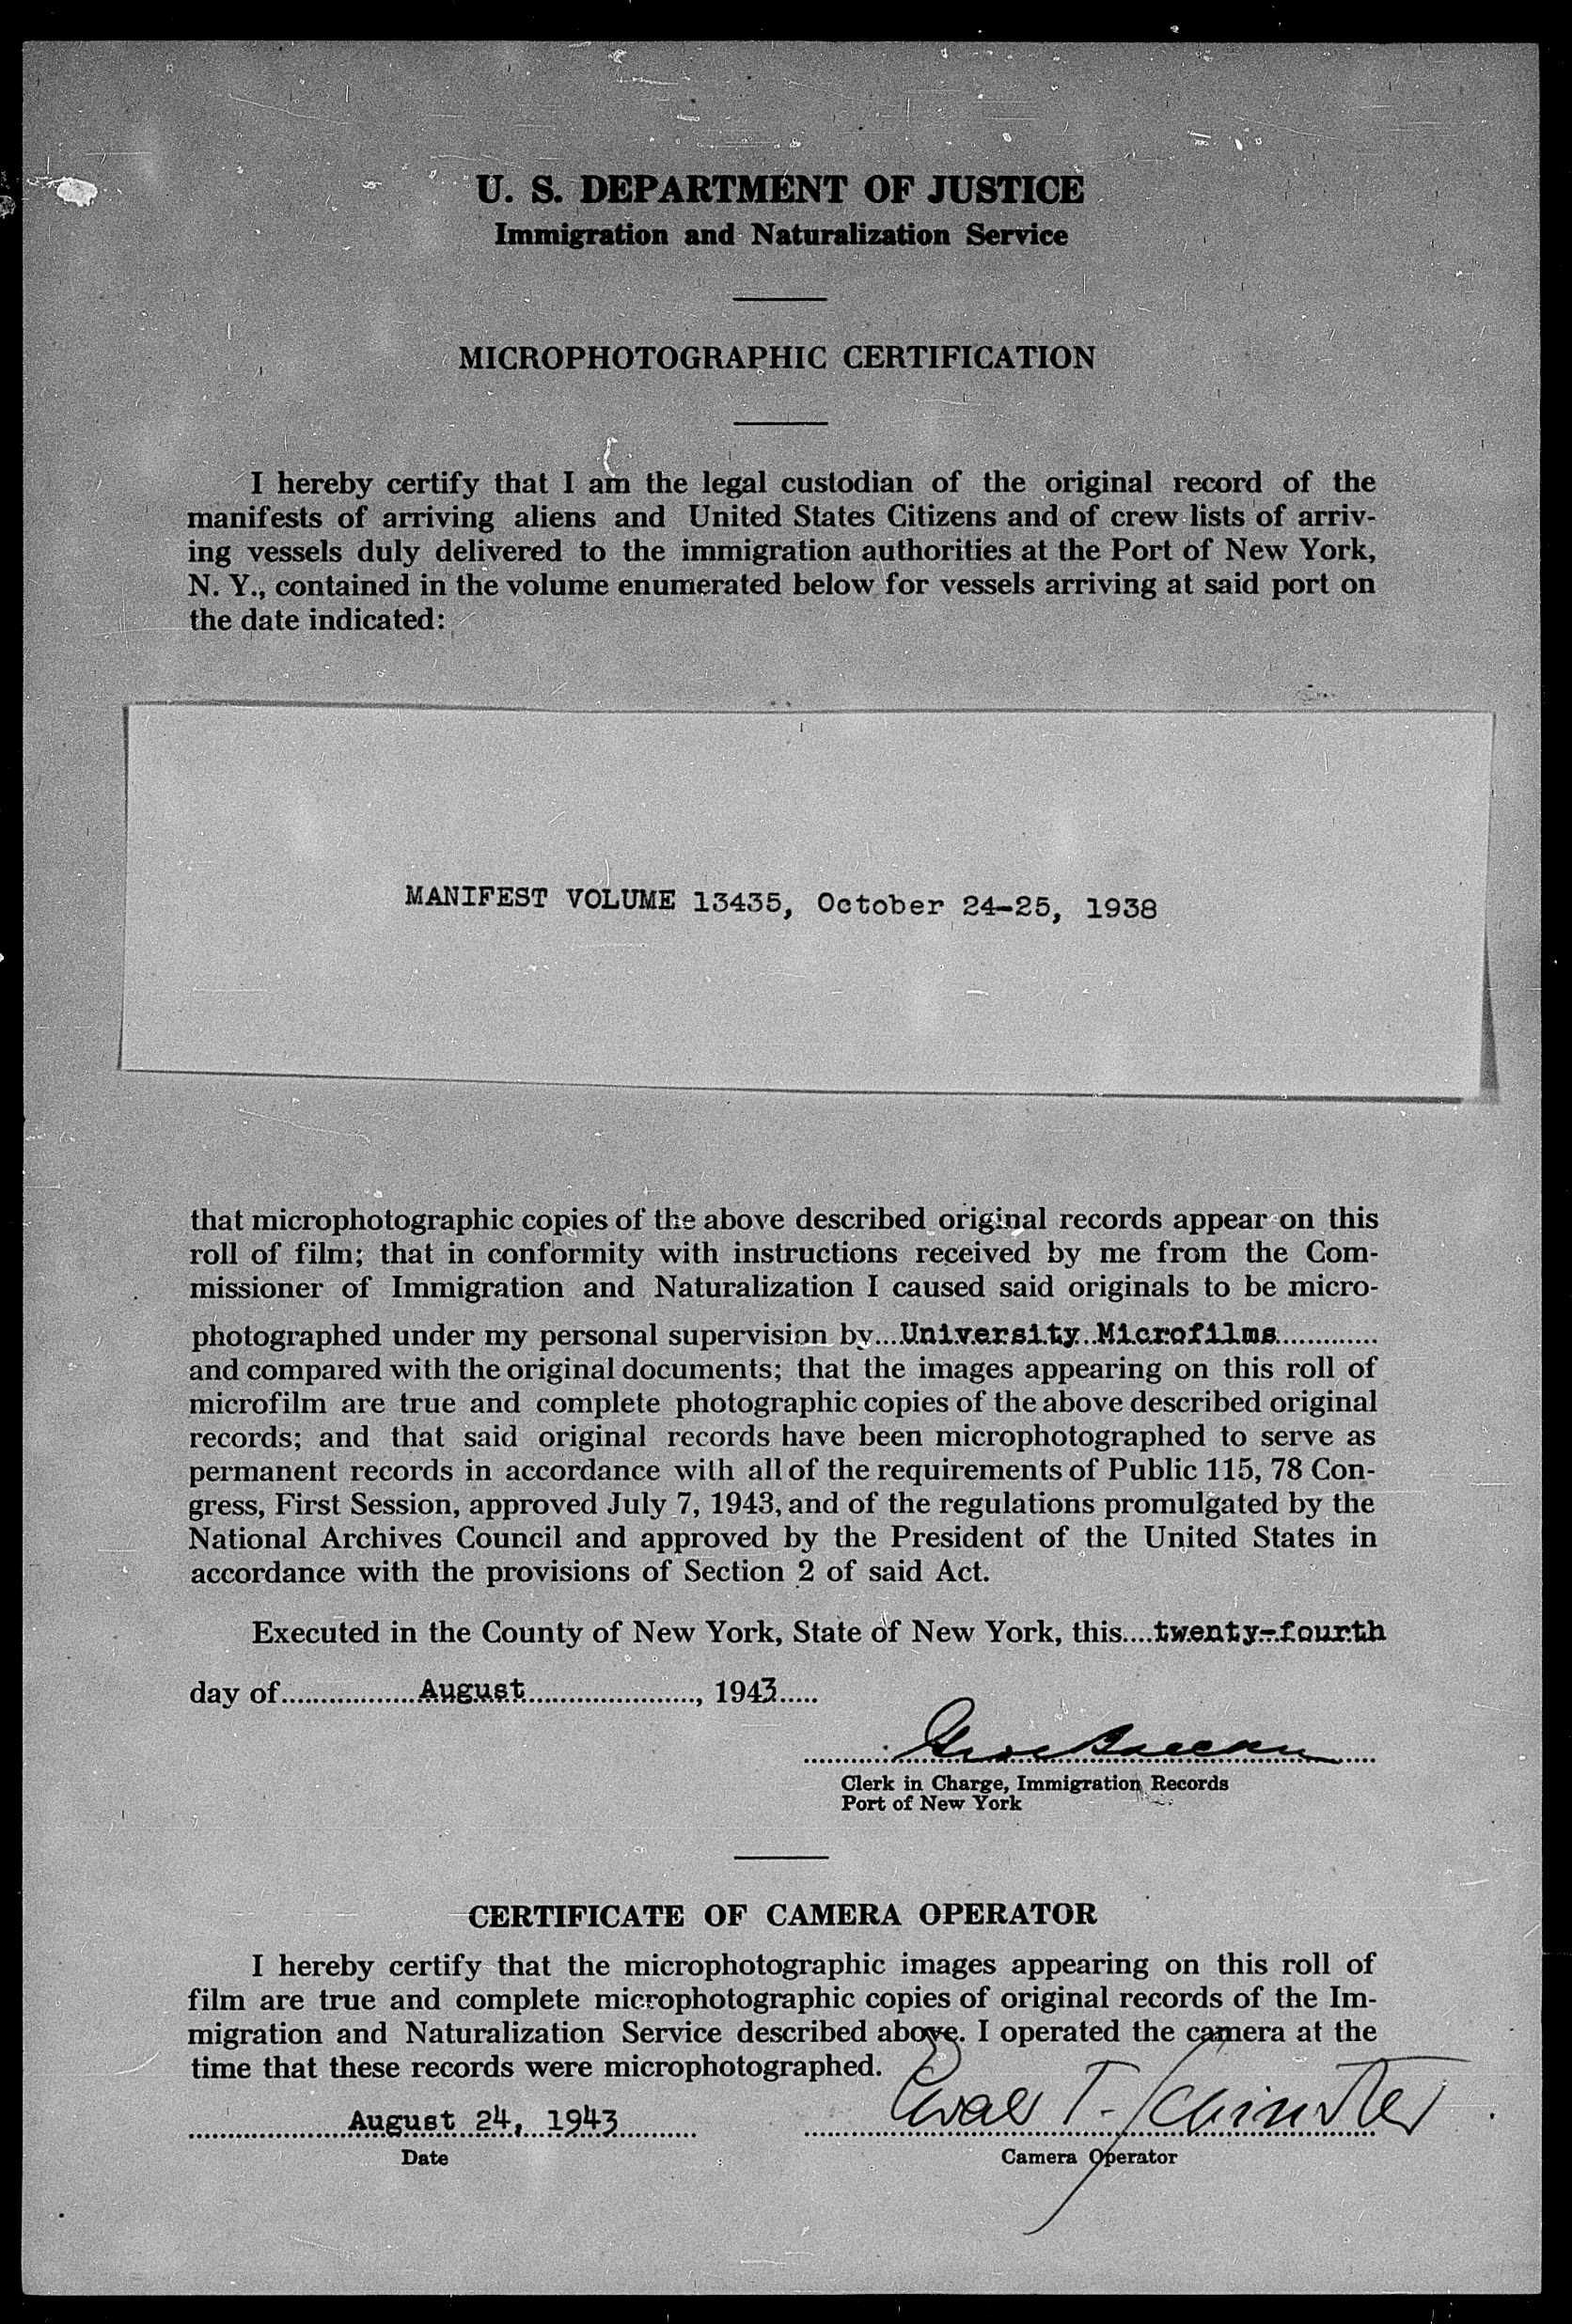 U. S. DEPARTMENT OF JUSTICE
Immigration and Naturalization Service
MICROPHOTOGRAPHIC CERTIFICATION
I hereby certify that I am the legal custodian of the original record of the
manifests of arriving aliens and United States Citizens and of crew lists of arriv-
ing vessels duly delivered to the immigration authorities at the Port of New York,
N. Y., contained in the volume enumerated below for vessels arriving at said port on
the date indicated:
MANIFEST VOLUME 13435, October 24-25, 1938
that microphotographic copies of the above described original records appear on this
roll of film; that in conformity with instructions received by me from the Com-
missioner of Immigration and Naturalization I caused said originals to be micro-
photographed under my personal supervision by...University Microfilms............
and compared with the original documents; that the images appearing on this roll of
microfilm are true and complete photographic copies of the above described original
records; and that said original records have been microphotographed to serve as
permanent records in accordance with all of the requirements of Public 115, 78 Con-
gress, First Session, approved July 7, 1943, and of the regulations promulgated by the
National Archives Council and approved by the President of the United States in
accordance with the provisions of Section 2 of said Act.
Executed in the County of New York, State of New York, this....twenty-fourth
day of.................August....................., 1943.....
Clerk in Charge, Immigration Records
Port of New York
CERTIFICATE OF CAMERA OPERATOR
I hereby certify that the microphotographic images appearing on this roll of
film are true and complete microphotographic copies of original records of the Im-
migration and Naturalization Service described above. I operated the camera at the
time that these records were microphotographed.
August 24, 1943
Date
Camera Operator